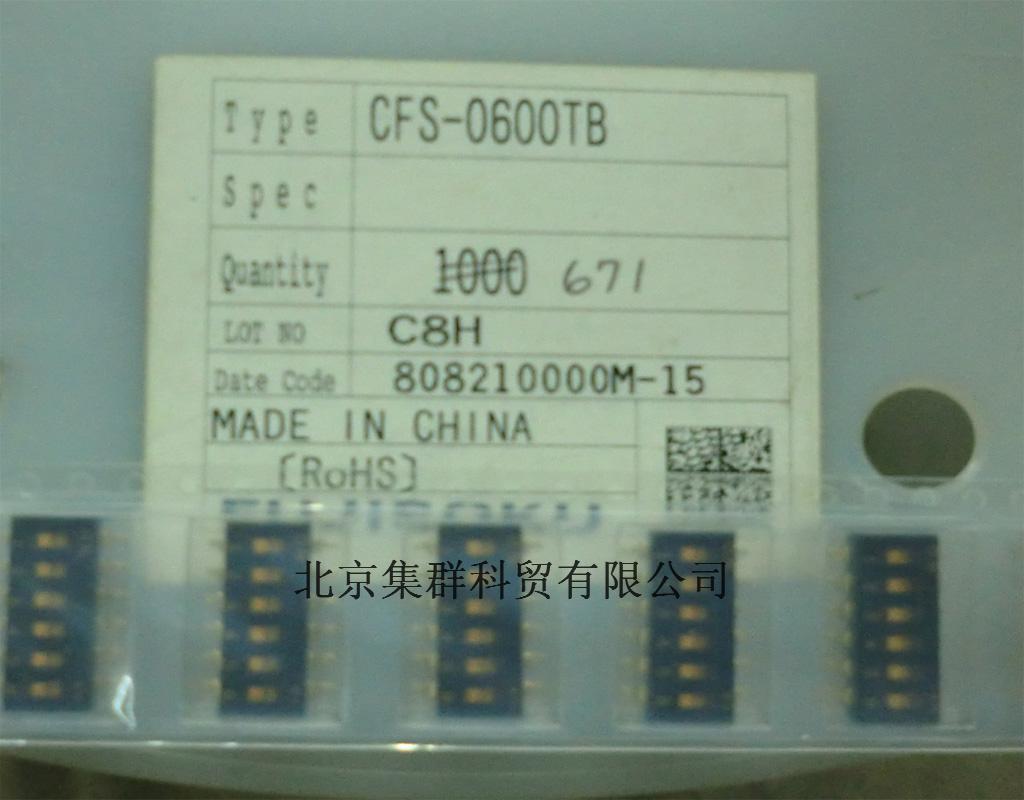 Type CFS-0600TB
Spec
Quantity 1000 671
LOT NO C8H
Date Code 808210000M-15
MADE IN CHINA
[RoHS]
FUJISOKU
北京集群科贸有限公司